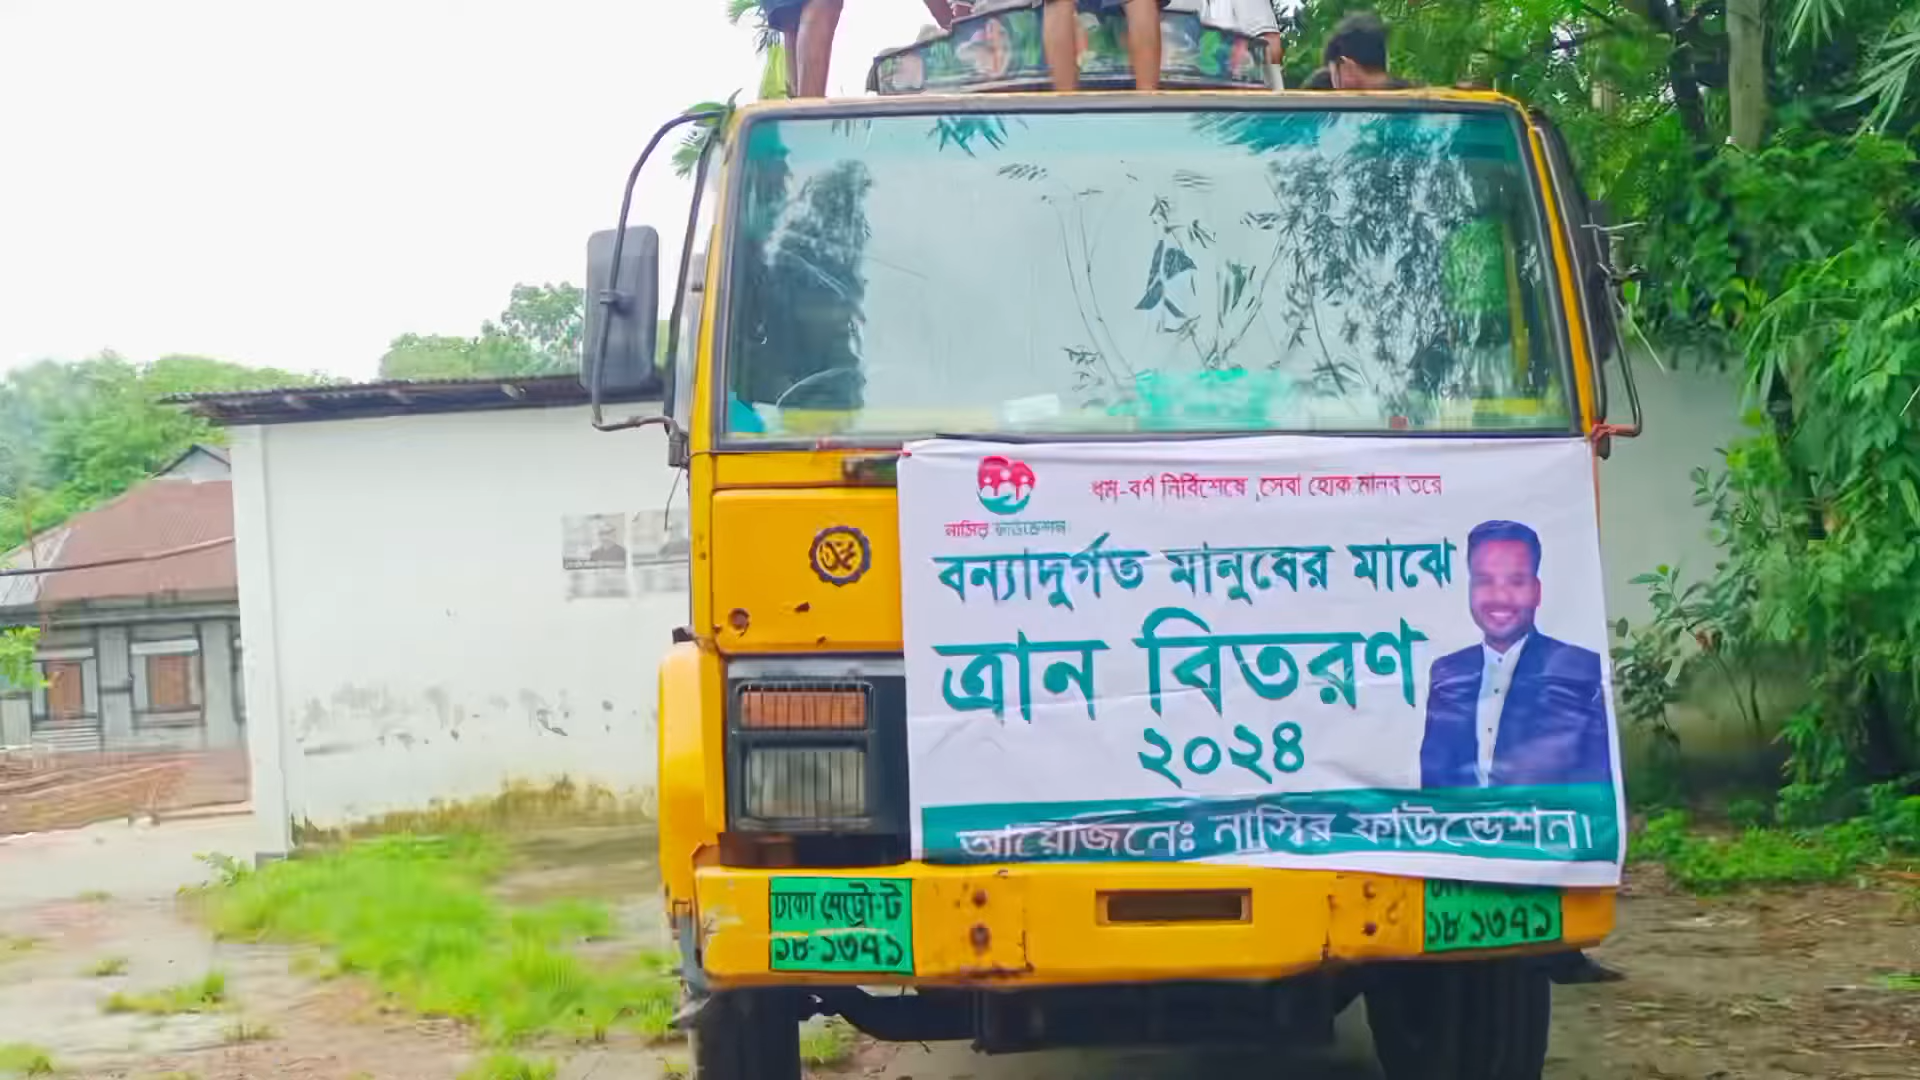 ধর্ম-বর্ণ নির্বিশেষে ,সেবা হোক মানব তরে
নাসির ফাউন্ডেশন
বন্যাদুর্গত মানুষের মাঝে
ত্রান বিতরণ
২০২৪
আয়োজনেঃ নাসির ফাউন্ডেশন।
ঢাকা মেট্রো-ট
১৮-১৩৭১
১৮-১৩৭১